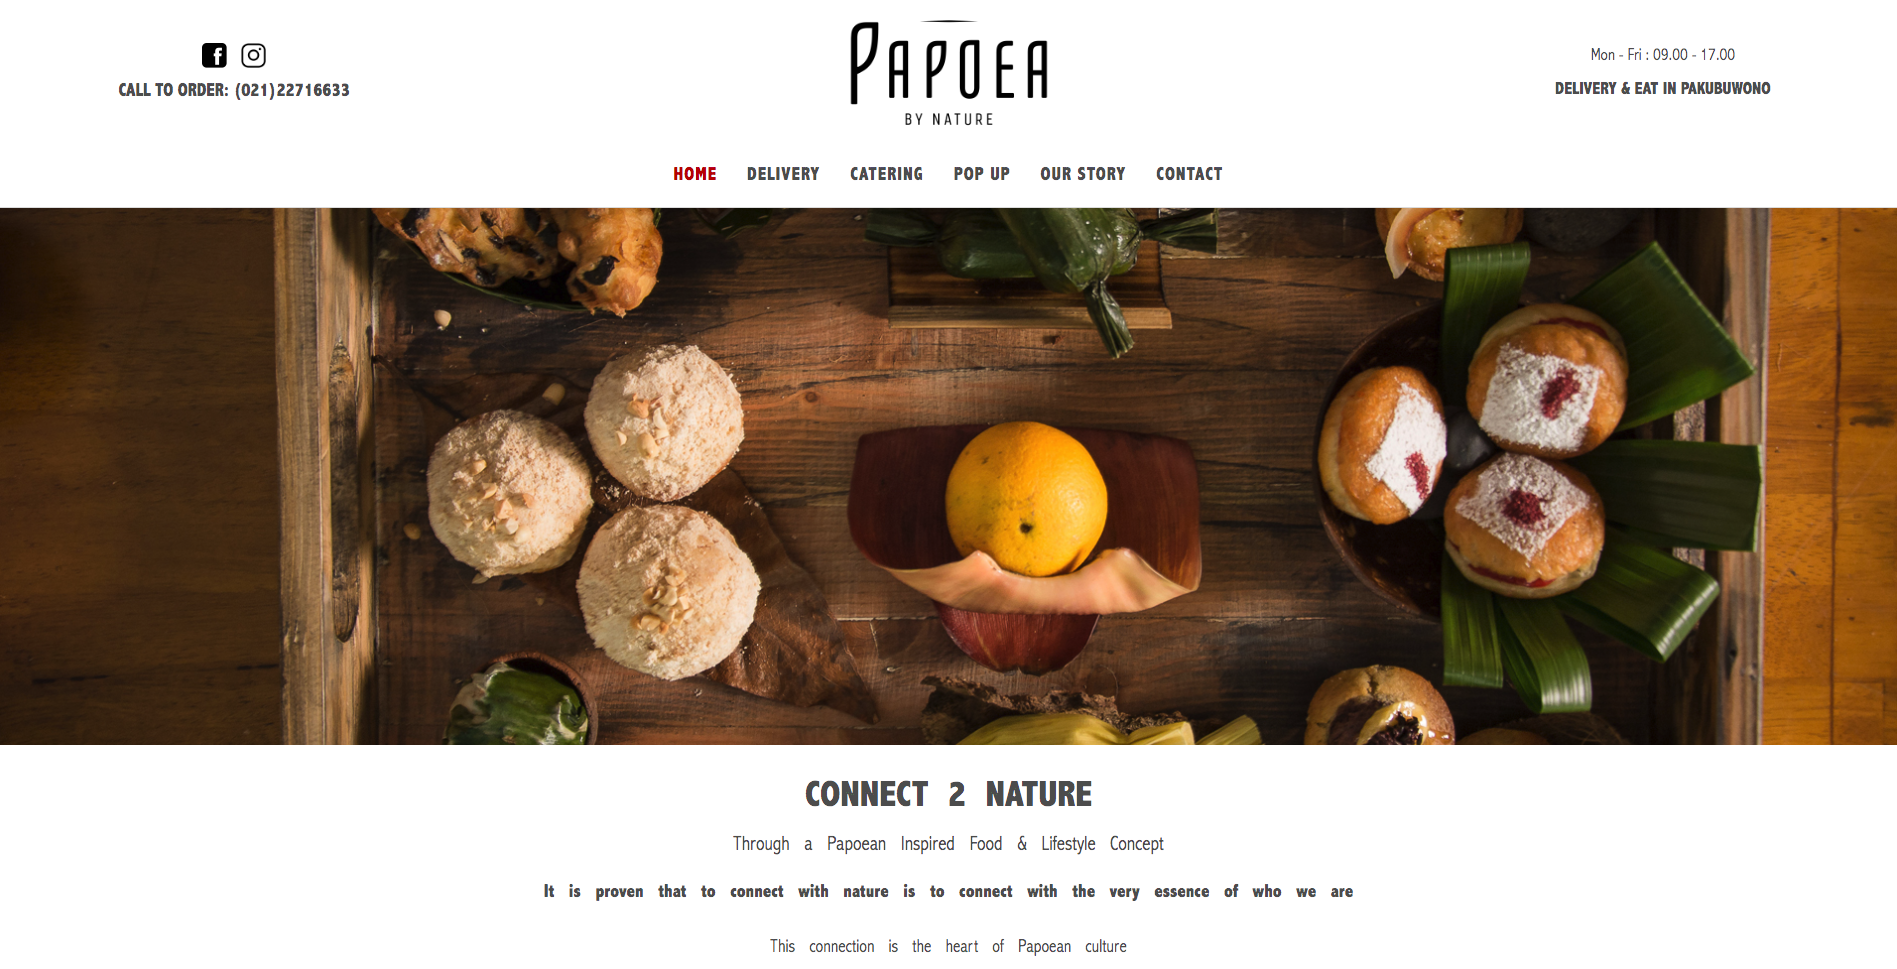 CALL TO ORDER: (021)22716633
PAPOEA
BY NATURE
Mon - Fri : 09.00 - 17.00
DELIVERY & EAT IN PAKUBUWONO
HOME DELIVERY CATERING POP UP OUR STORY CONTACT
CONNECT 2 NATURE
Through a Papoean Inspired Food & Lifestyle Concept
It is proven that to connect with nature is to connect with the very essence of who we are
This connection is the heart of Papoean culture